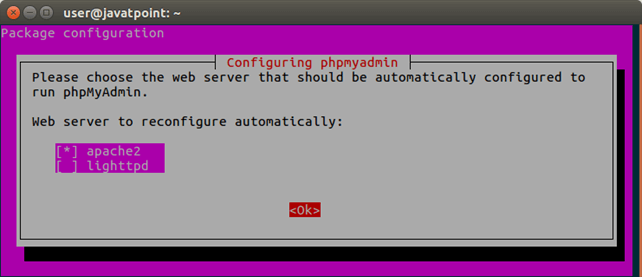 user@javatpoint: ~
Package configuration
Configuring phpmyadmin
Please choose the web server that should be automatically configured to
run phpMyAdmin.
Web server to reconfigure automatically:
[*] apache2
[ ] lighttpd
<Ok>